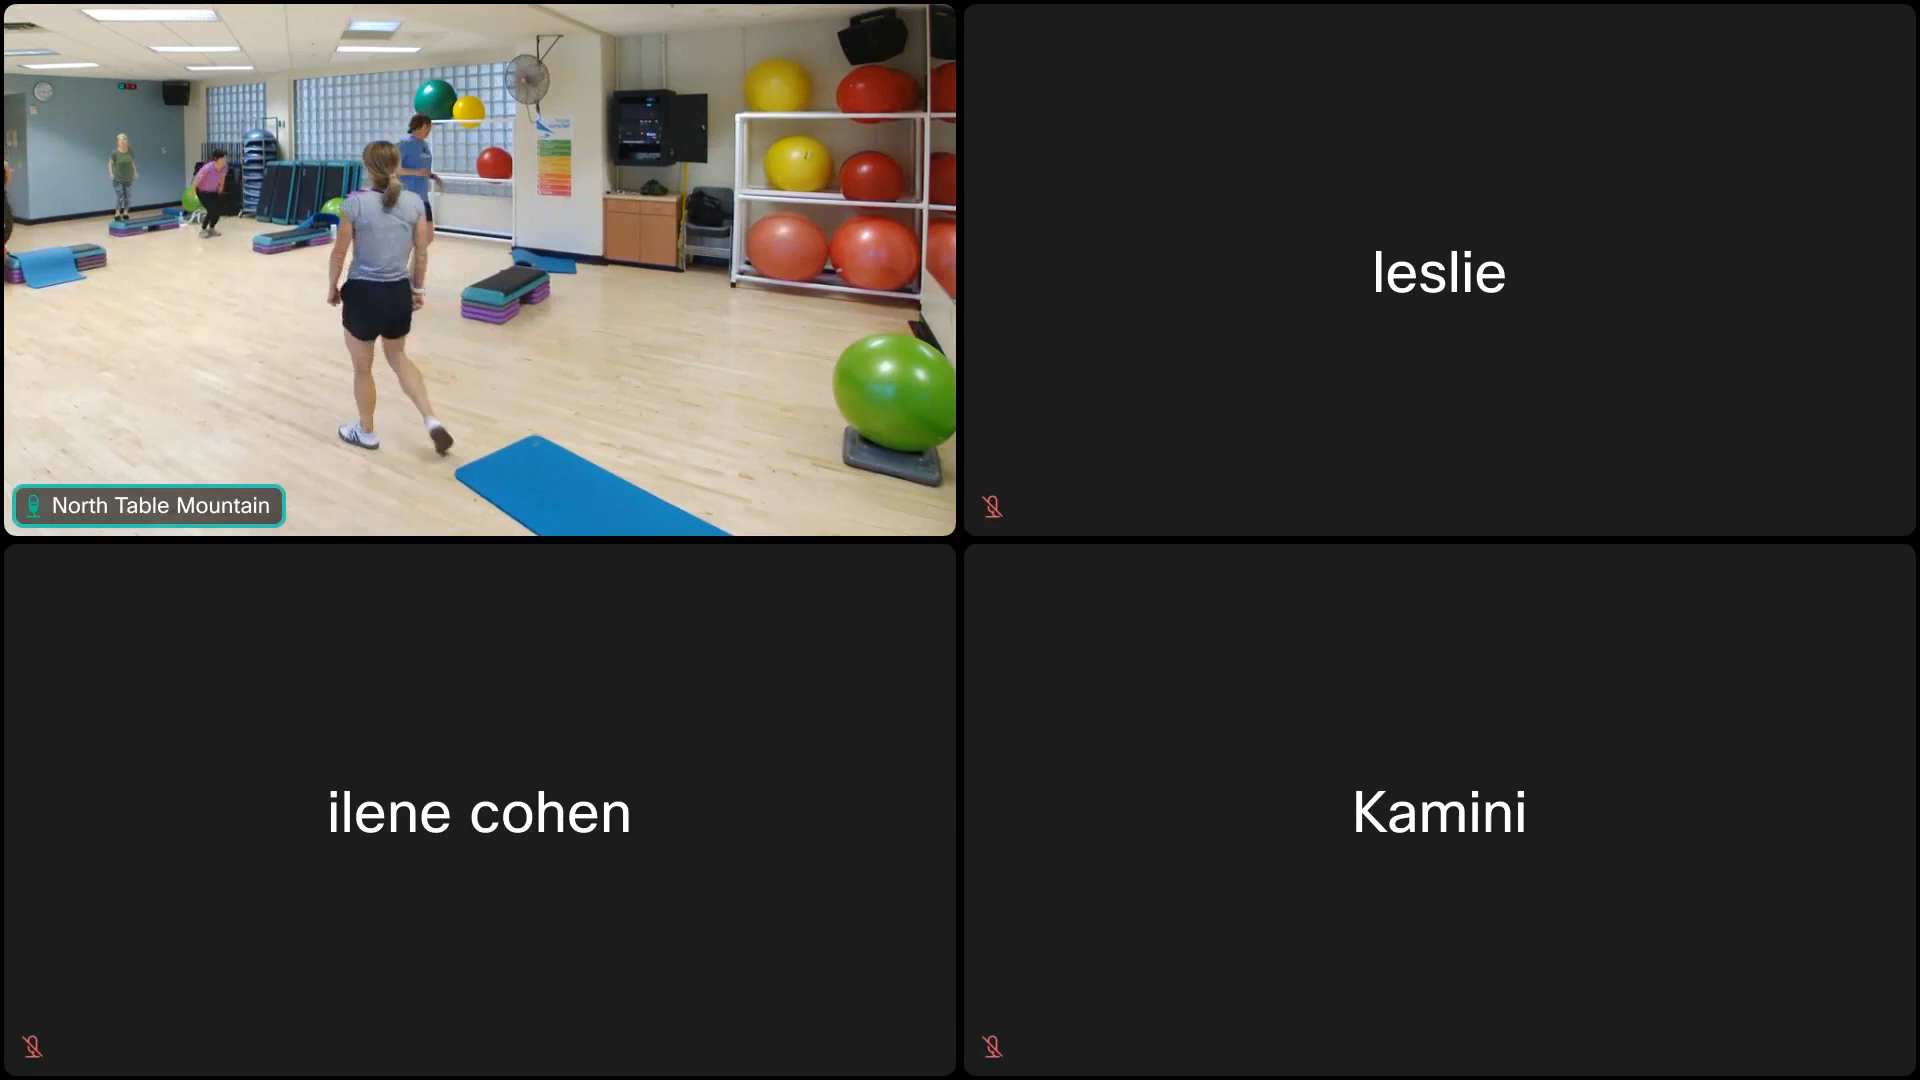 North Table Mountain
leslie
ilene cohen
Kamini